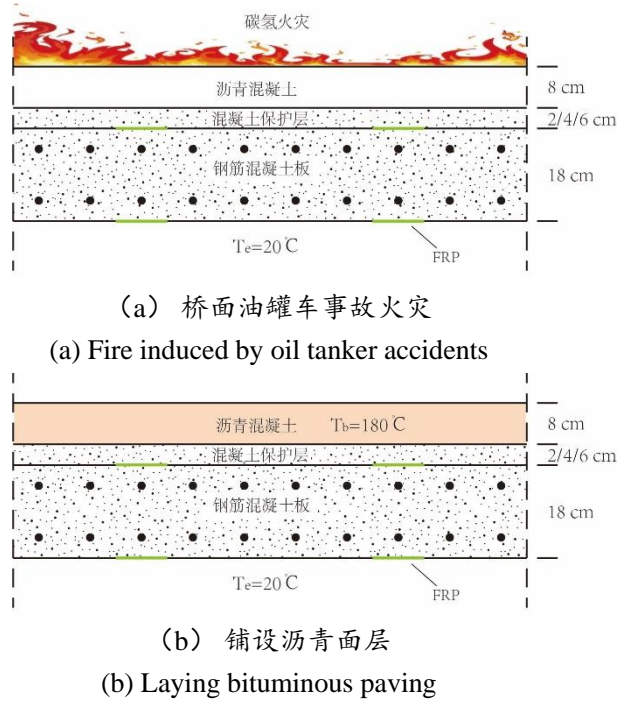 碳氢火灾
沥青混凝土
8 cm
混凝土保护层
2/4/6 cm
钢筋混凝土板
18 cm
Te=20℃
FRP
（a） 桥面油罐车事故火灾
(a) Fire induced by oil tanker accidents
沥青混凝土 Tb=180℃
8 cm
混凝土保护层
2/4/6 cm
钢筋混凝土板
18 cm
Te=20℃
FRP
（b） 铺设沥青面层
(b) Laying bituminous paving